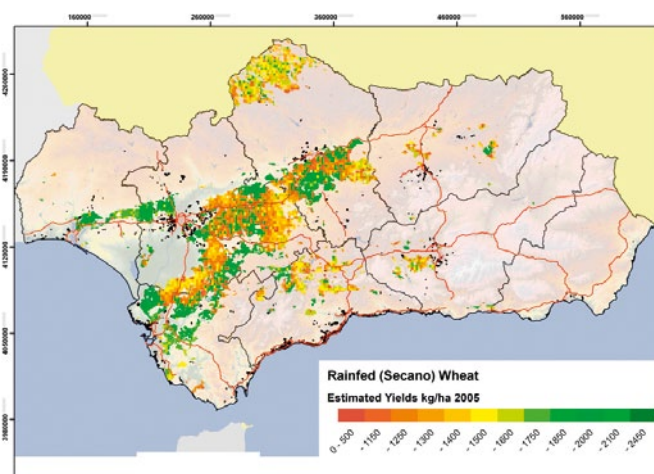 160000 260000 360000 460000 560000
4260000
4190000
4120000
4050000
3980000
Rainfed (Secano) Wheat
Estimated Yields kg/ha 2005
0 - 500 - 1150 - 1250 - 1300 - 1400 - 1500 - 1600 - 1750 - 1850 - 2000 - 2100 - 2450